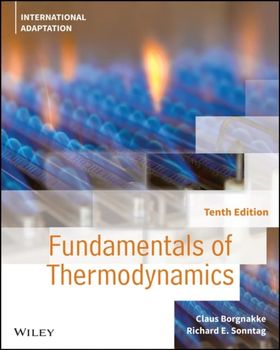 INTERNATIONAL
ADAPTATION
Tenth Edition
Fundamentals of
Thermodynamics
Claus Borgnakke
Richard E. Sonntag
WILEY